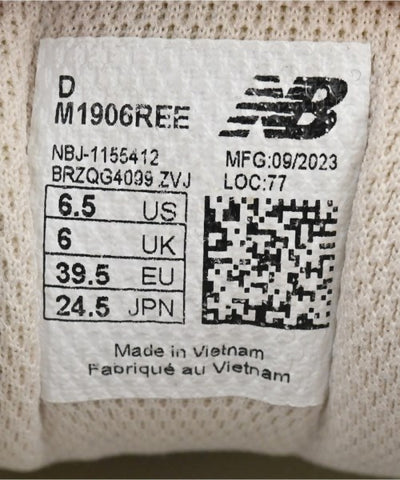 D
M1906REE
NB
NBJ-1155412
BRZQG4099 ZVJ
MFG:09/2023
LOC:77
6.5 US
6 UK
39.5 EU
24.5 JPN
Made in Vietnam
Fabriqué au Vietnam